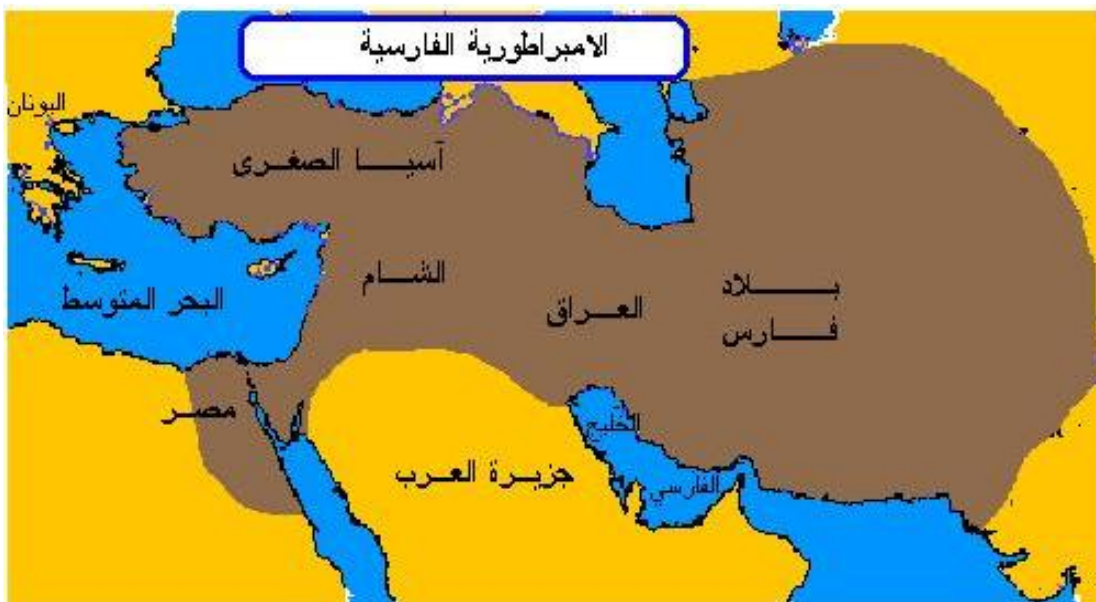 الامبراطورية الفارسية
اليونان
آسيا الصغرى
الشام
بلاد
فارس
العراق
البحر المتوسط
مصر
الخليج
الفارسي
جزيرة العرب